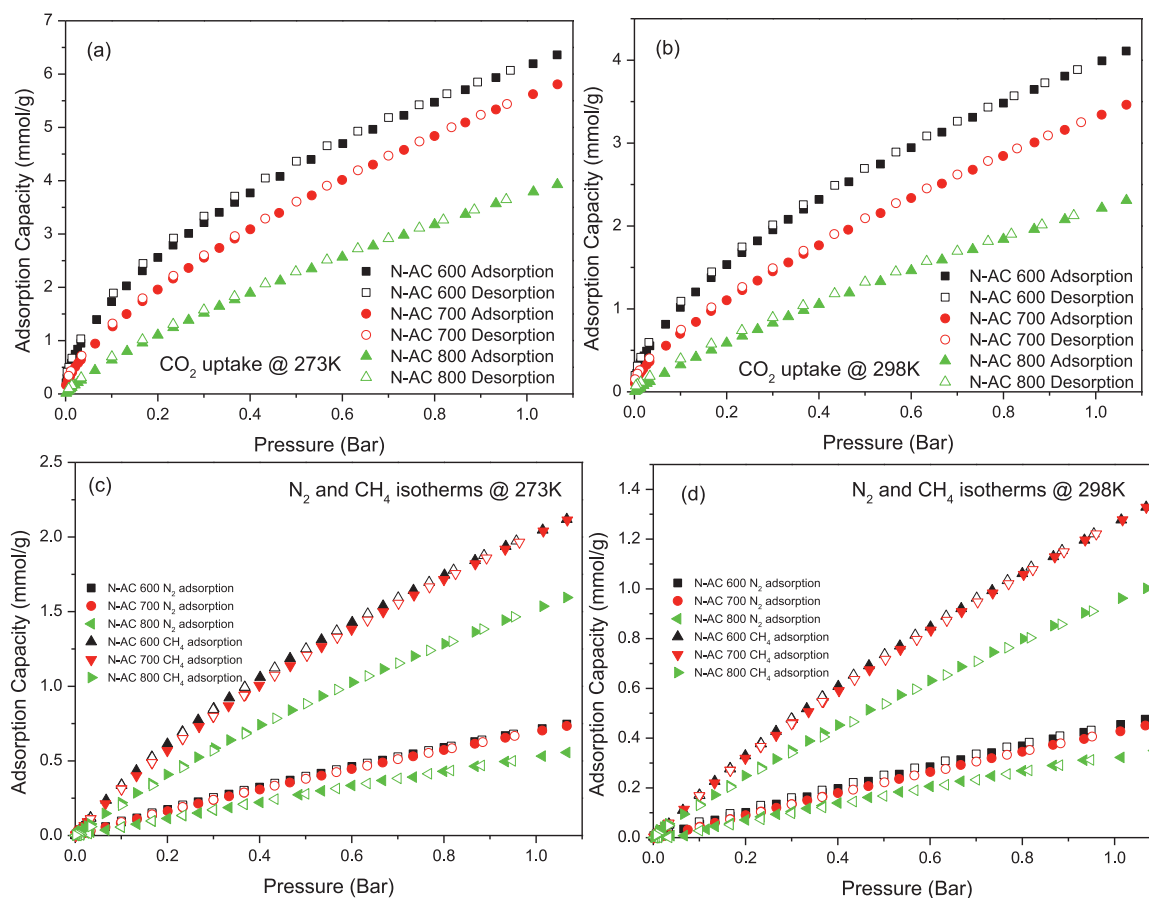 (a)
Adsorption Capacity (mmol/g)
7
6
5
4
3
2
1
0
N-AC 600 Adsorption
N-AC 600 Desorption
N-AC 700 Adsorption
N-AC 700 Desorption
N-AC 800 Adsorption
N-AC 800 Desorption
CO₂ uptake @ 273K
0.0 0.2 0.4 0.6 0.8 1.0
Pressure (Bar)
(b)
Adsorption Capacity (mmol/g)
4
3
2
1
0
N-AC 600 Adsorption
N-AC 600 Desorption
N-AC 700 Adsorption
N-AC 700 Desorption
N-AC 800 Adsorption
N-AC 800 Desorption
CO₂ uptake @ 298K
0.0 0.2 0.4 0.6 0.8 1.0
Pressure (Bar)
(c)
N₂ and CH₄ isotherms @ 273K
Adsorption Capacity (mmol/g)
2.5
2.0
1.5
1.0
0.5
0.0
N-AC 600 N₂ adsorption
N-AC 700 N₂ adsorption
N-AC 800 N₂ adsorption
N-AC 600 CH₄ adsorption
N-AC 700 CH₄ adsorption
N-AC 800 CH₄ adsorption
0.0 0.2 0.4 0.6 0.8 1.0
Pressure (Bar)
(d)
N₂ and CH₄ isotherms @ 298K
Adsorption Capacity (mmol/g)
1.4
1.2
1.0
0.8
0.6
0.4
0.2
0.0
N-AC 600 N₂ adsorption
N-AC 700 N₂ adsorption
N-AC 800 N₂ adsorption
N-AC 600 CH₄ adsorption
N-AC 700 CH₄ adsorption
N-AC 800 CH₄ adsorption
0.0 0.2 0.4 0.6 0.8 1.0
Pressure (Bar)